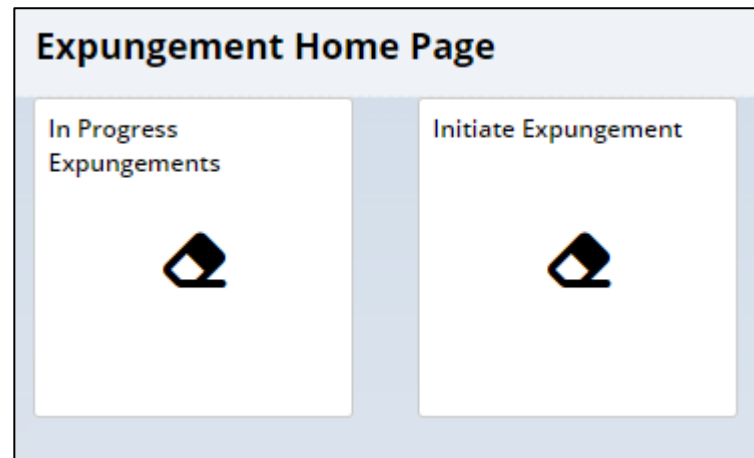 Expungement Home Page
In Progress
Expungements
Initiate Expungement